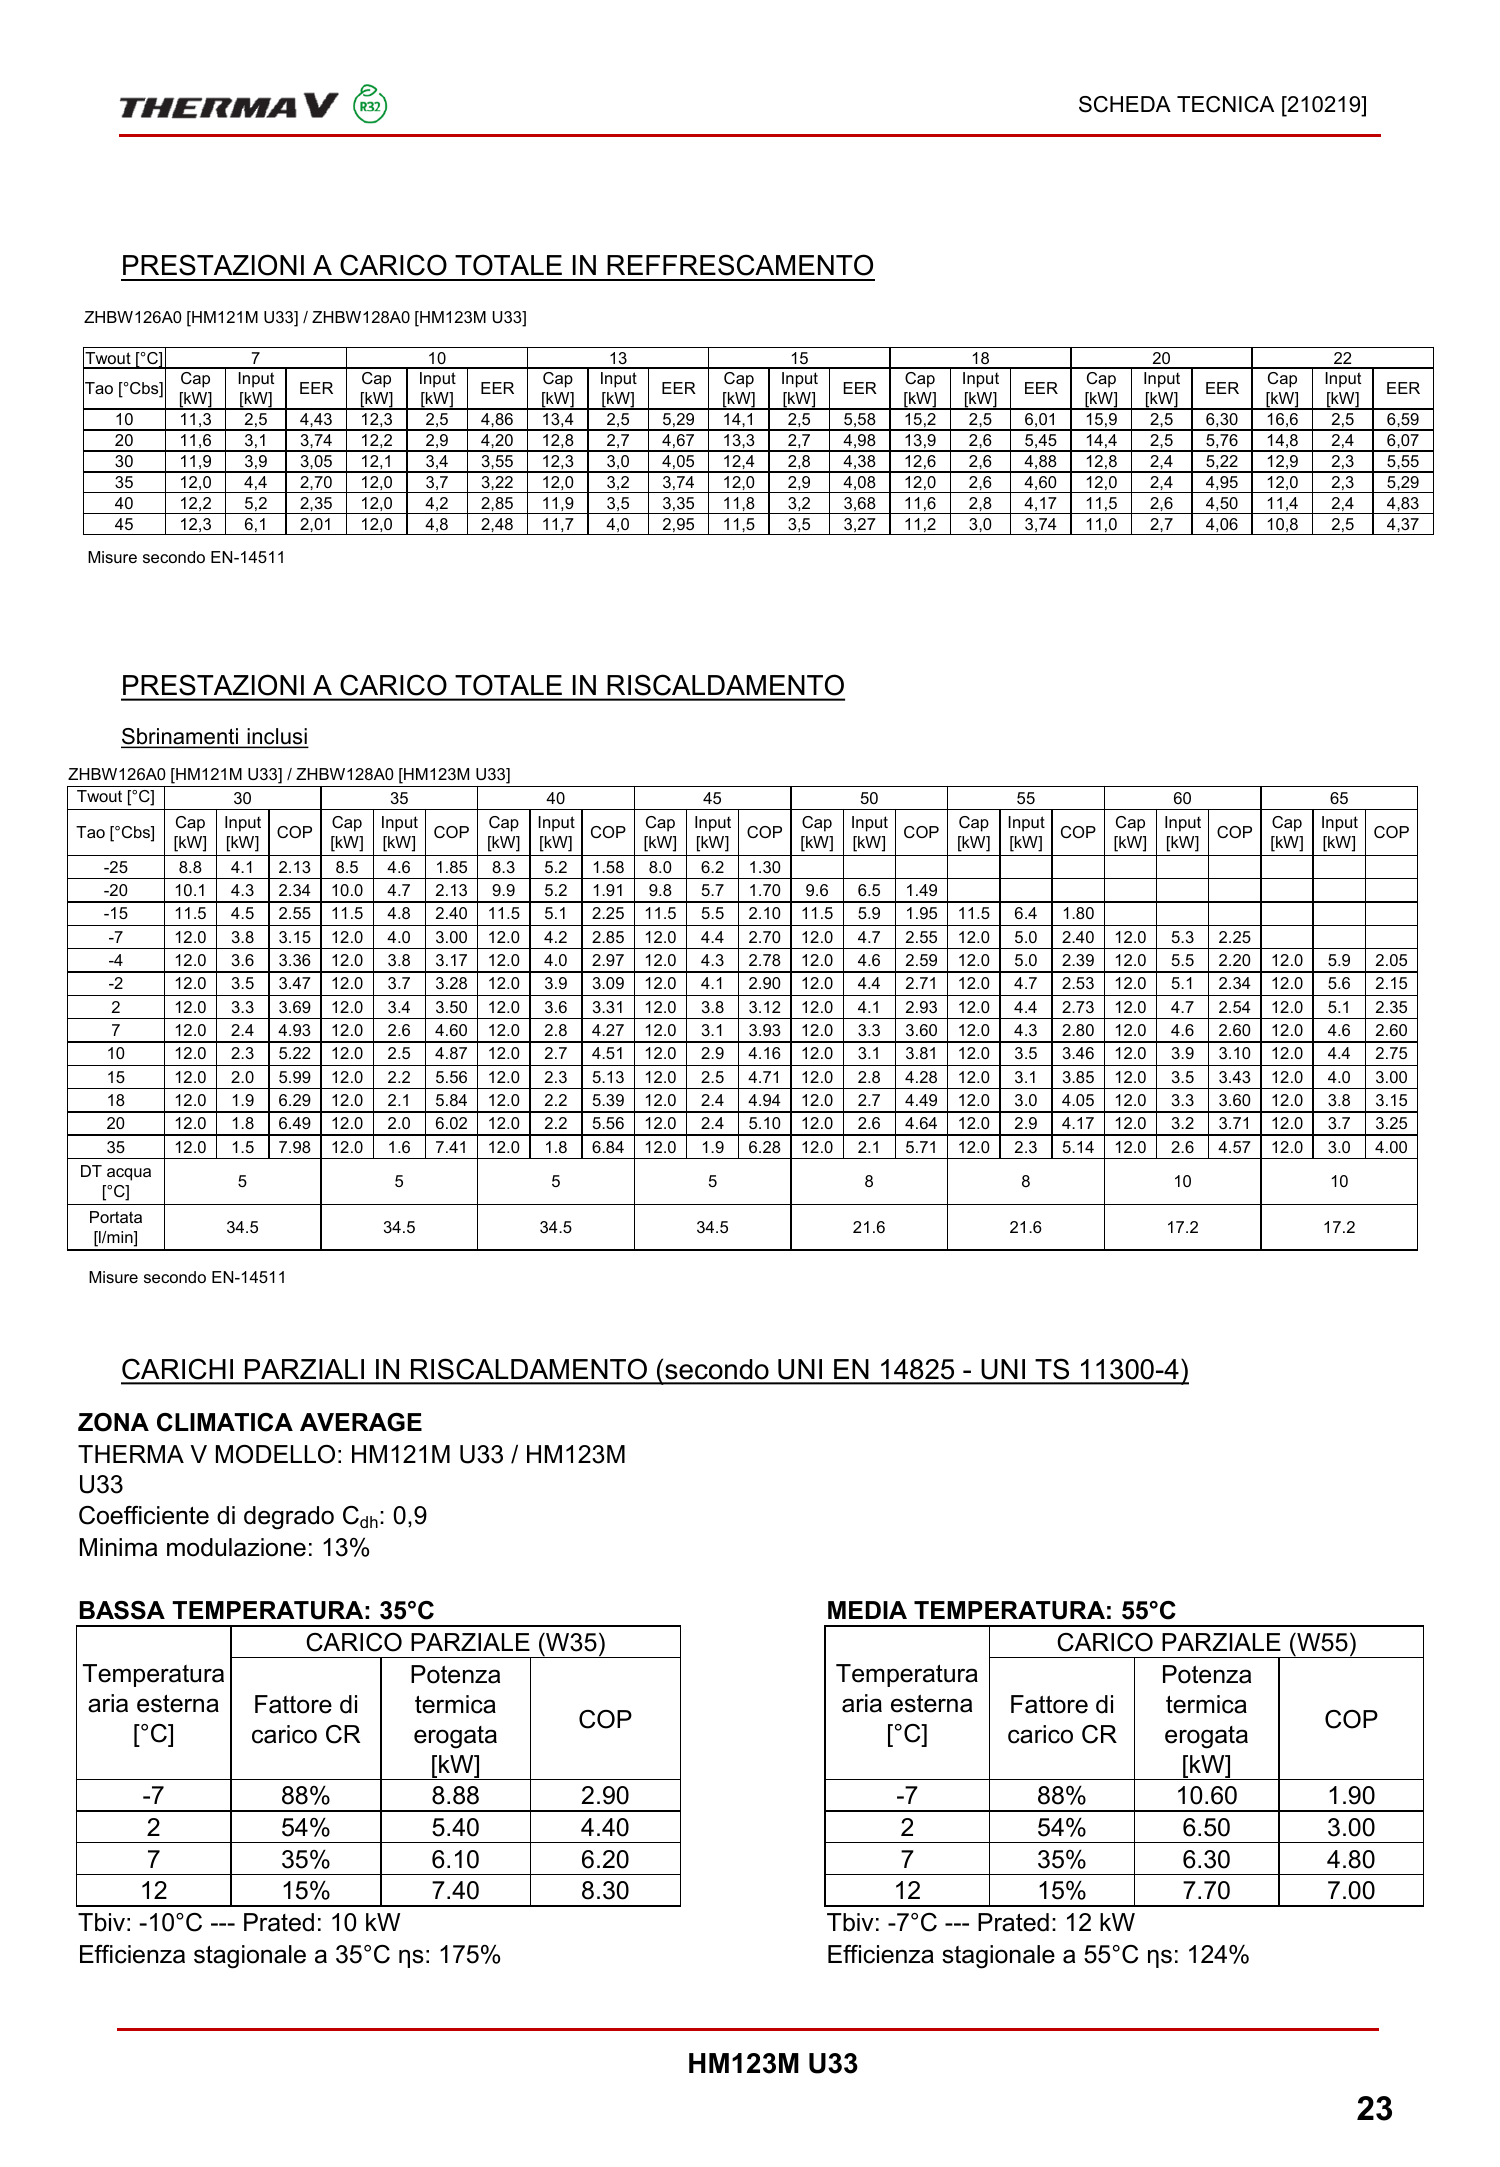 THERMA V R32
SCHEDA TECNICA [210219]
PRESTAZIONI A CARICO TOTALE IN REFFRESCAMENTO
ZHBW126A0 [HM121M U33] / ZHBW128A0 [HM123M U33]
Twout [°C] 7 10 13 15 18 20 22
Tao [°Cbs] Cap [kW] Input [kW] EER Cap [kW] Input [kW] EER Cap [kW] Input [kW] EER Cap [kW] Input [kW] EER Cap [kW] Input [kW] EER Cap [kW] Input [kW] EER Cap [kW] Input [kW] EER
10 11,3 2,5 4,43 12,3 2,5 4,86 13,4 2,5 5,29 14,1 2,5 5,58 15,2 2,5 6,01 15,9 2,5 6,30 16,6 2,5 6,59
20 11,6 3,1 3,74 12,2 2,9 4,20 12,8 2,7 4,67 13,3 2,7 4,98 13,9 2,6 5,45 14,4 2,5 5,76 14,8 2,4 6,07
30 11,9 3,9 3,05 12,1 3,4 3,55 12,3 3,0 4,05 12,4 2,8 4,38 12,6 2,6 4,88 12,8 2,4 5,22 12,9 2,3 5,55
35 12,0 4,4 2,70 12,0 3,7 3,22 12,0 3,2 3,74 12,0 2,9 4,08 12,0 2,6 4,60 12,0 2,4 4,95 12,0 2,3 5,29
40 12,2 5,2 2,35 12,0 4,2 2,85 11,9 3,5 3,35 11,8 3,2 3,68 11,6 2,8 4,17 11,5 2,6 4,50 11,4 2,4 4,83
45 12,3 6,1 2,01 12,0 4,8 2,48 11,7 4,0 2,95 11,5 3,5 3,27 11,2 3,0 3,74 11,0 2,7 4,06 10,8 2,5 4,37
Misure secondo EN-14511
PRESTAZIONI A CARICO TOTALE IN RISCALDAMENTO
Sbrinamenti inclusi
ZHBW126A0 [HM121M U33] / ZHBW128A0 [HM123M U33]
Twout [°C] 30 35 40 45 50 55 60 65
Tao [°Cbs] Cap [kW] Input [kW] COP Cap [kW] Input [kW] COP Cap [kW] Input [kW] COP Cap [kW] Input [kW] COP Cap [kW] Input [kW] COP Cap [kW] Input [kW] COP Cap [kW] Input [kW] COP Cap [kW] Input [kW] COP
-25 8.8 4.1 2.13 8.5 4.6 1.85 8.3 5.2 1.58 8.0 6.2 1.30
-20 10.1 4.3 2.34 10.0 4.7 2.13 9.9 5.2 1.91 9.8 5.7 1.70 9.6 6.5 1.49
-15 11.5 4.5 2.55 11.5 4.8 2.40 11.5 5.1 2.25 11.5 5.5 2.10 11.5 5.9 1.95 11.5 6.4 1.80
-7 12.0 3.8 3.15 12.0 4.0 3.00 12.0 4.2 2.85 12.0 4.4 2.70 12.0 4.7 2.55 12.0 5.0 2.40 12.0 5.3 2.25
-4 12.0 3.6 3.36 12.0 3.8 3.17 12.0 4.0 2.97 12.0 4.3 2.78 12.0 4.6 2.59 12.0 5.0 2.39 12.0 5.5 2.20 12.0 5.9 2.05
-2 12.0 3.5 3.47 12.0 3.7 3.28 12.0 3.9 3.09 12.0 4.1 2.90 12.0 4.4 2.71 12.0 4.7 2.53 12.0 5.1 2.34 12.0 5.6 2.15
2 12.0 3.3 3.69 12.0 3.4 3.50 12.0 3.6 3.31 12.0 3.8 3.12 12.0 4.1 2.93 12.0 4.4 2.73 12.0 4.7 2.54 12.0 5.1 2.35
7 12.0 2.4 4.93 12.0 2.6 4.60 12.0 2.8 4.27 12.0 3.1 3.93 12.0 3.3 3.60 12.0 4.3 2.80 12.0 4.6 2.60 12.0 4.6 2.60
10 12.0 2.3 5.22 12.0 2.5 4.87 12.0 2.7 4.51 12.0 2.9 4.16 12.0 3.1 3.81 12.0 3.5 3.46 12.0 3.9 3.10 12.0 4.4 2.75
15 12.0 2.0 5.99 12.0 2.2 5.56 12.0 2.3 5.13 12.0 2.5 4.71 12.0 2.8 4.28 12.0 3.1 3.85 12.0 3.5 3.43 12.0 4.0 3.00
18 12.0 1.9 6.29 12.0 2.1 5.84 12.0 2.2 5.39 12.0 2.4 4.94 12.0 2.7 4.49 12.0 3.0 4.05 12.0 3.3 3.60 12.0 3.8 3.15
20 12.0 1.8 6.49 12.0 2.0 6.02 12.0 2.2 5.56 12.0 2.4 5.10 12.0 2.6 4.64 12.0 2.9 4.17 12.0 3.2 3.71 12.0 3.7 3.25
35 12.0 1.5 7.98 12.0 1.6 7.41 12.0 1.8 6.84 12.0 1.9 6.28 12.0 2.1 5.71 12.0 2.3 5.14 12.0 2.6 4.57 12.0 3.0 4.00
DT acqua [°C] 5 5 5 5 8 8 10 10
Portata [l/min] 34.5 34.5 34.5 34.5 21.6 21.6 17.2 17.2
Misure secondo EN-14511
CARICHI PARZIALI IN RISCALDAMENTO (secondo UNI EN 14825 - UNI TS 11300-4)
ZONA CLIMATICA AVERAGE
THERMA V MODELLO: HM121M U33 / HM123M
U33
Coefficiente di degrado Cdh: 0,9
Minima modulazione: 13%
BASSA TEMPERATURA: 35°C
CARICO PARZIALE (W35)
Temperatura aria esterna [°C] Fattore di carico CR Potenza termica erogata [kW] COP
-7 88% 8.88 2.90
2 54% 5.40 4.40
7 35% 6.10 6.20
12 15% 7.40 8.30
Tbiv: -10°C --- Prated: 10 kW
Efficienza stagionale a 35°C ηs: 175%
MEDIA TEMPERATURA: 55°C
CARICO PARZIALE (W55)
Temperatura aria esterna [°C] Fattore di carico CR Potenza termica erogata [kW] COP
-7 88% 10.60 1.90
2 54% 6.50 3.00
7 35% 6.30 4.80
12 15% 7.70 7.00
Tbiv: -7°C --- Prated: 12 kW
Efficienza stagionale a 55°C ηs: 124%
HM123M U33
23